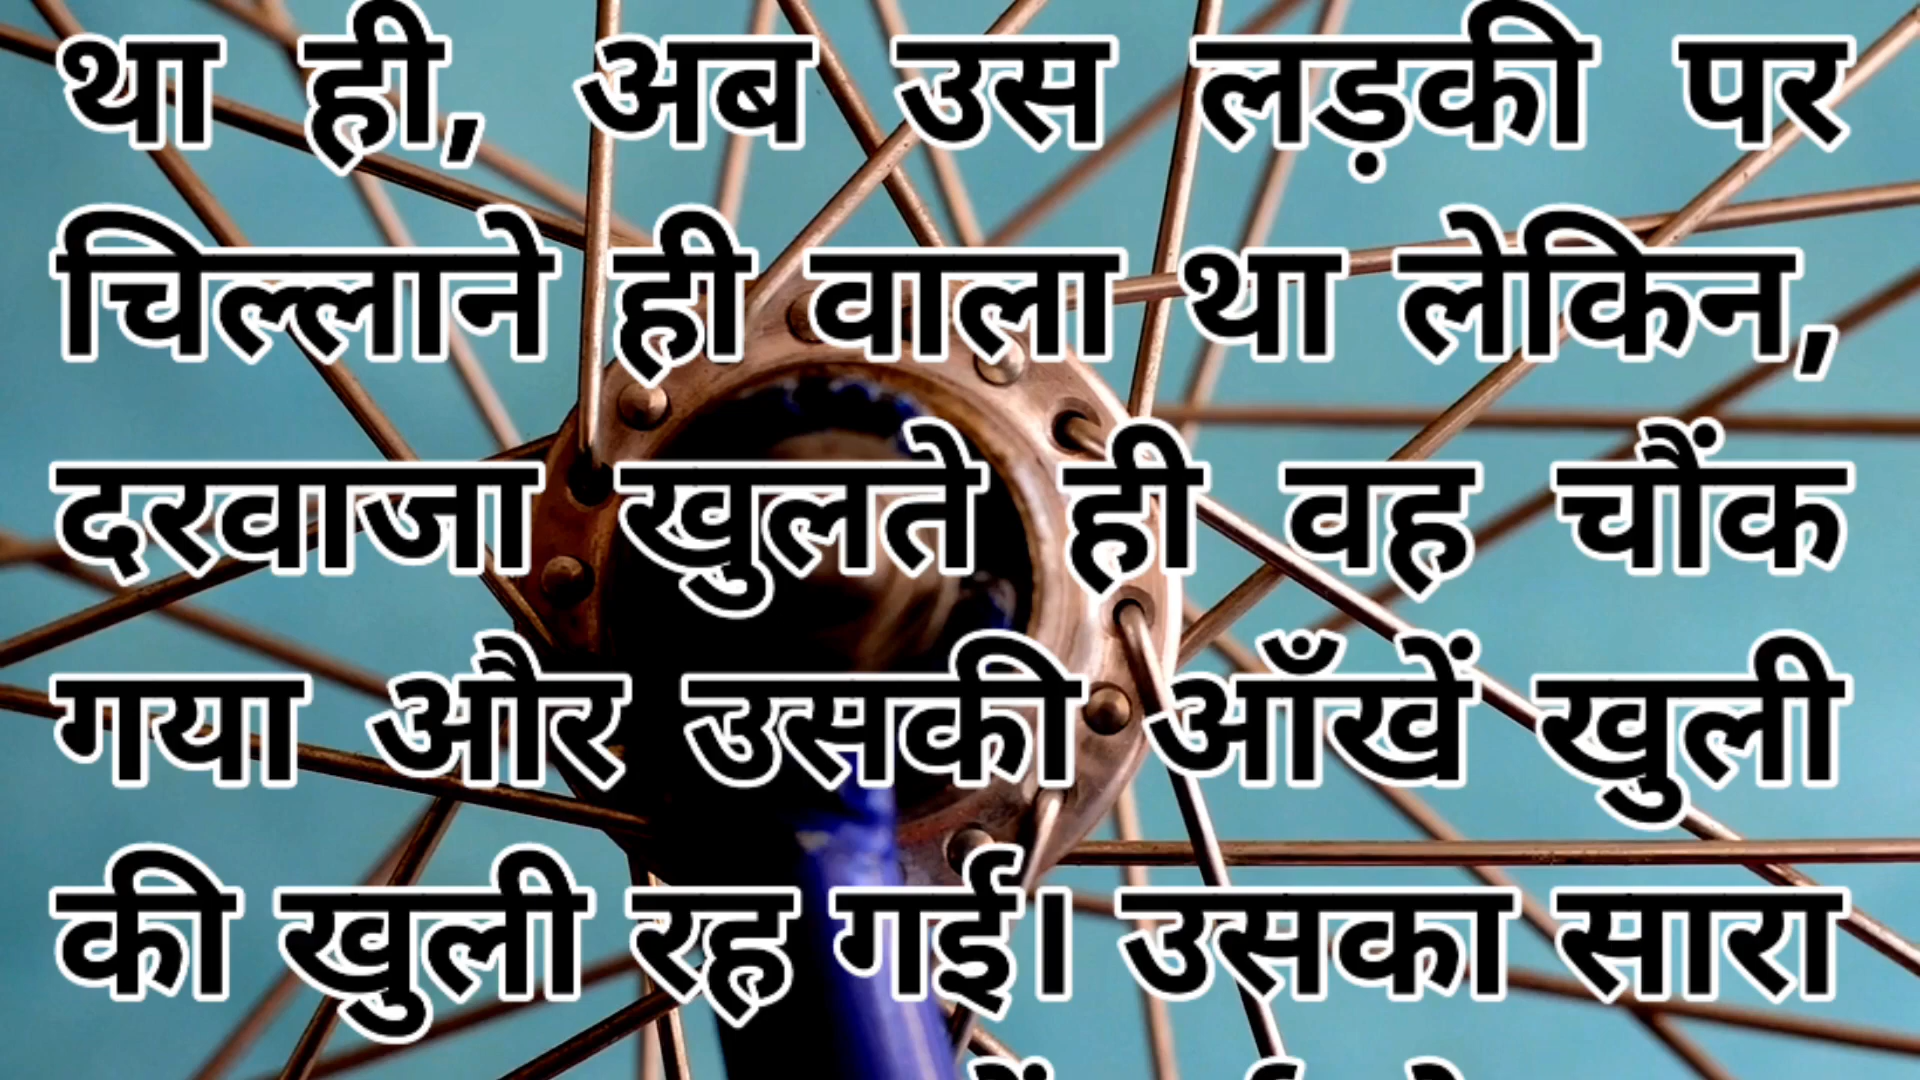 था ही, अब उस लड़की पर
चिल्लाने ही वाला था लेकिन,
दरवाजा खुलते ही वह चौंक
गया और उसकी आँखें खुली
की खुली रह गई। उसका सारा